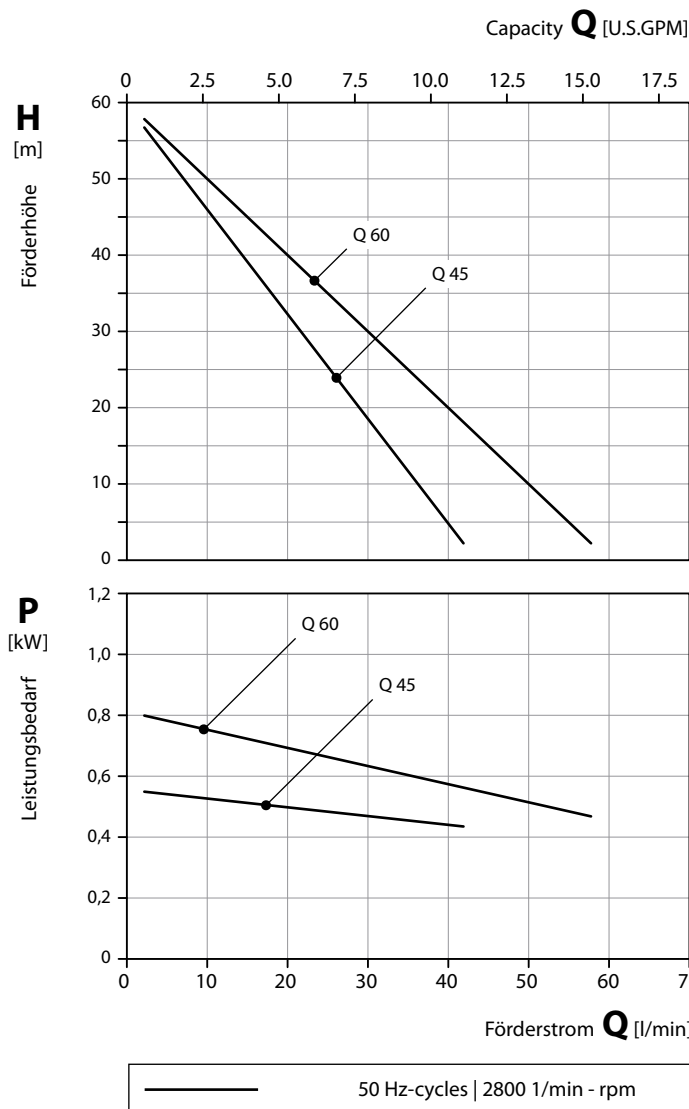 Capacity Q [U.S.GPM]
0 2.5 5.0 7.5 10.0 12.5 15.0 17.5
H
[m]
Förderhöhe
60
50
40
30
20
10
0
Q 60
Q 45
P
[kW]
Leistungsbedarf
1,2
1,0
0,8
0,6
0,4
0,2
0
Q 60
Q 45
0 10 20 30 40 50 60
Förderstrom Q [l/min]
50 Hz-cycles | 2800 1/min - rpm